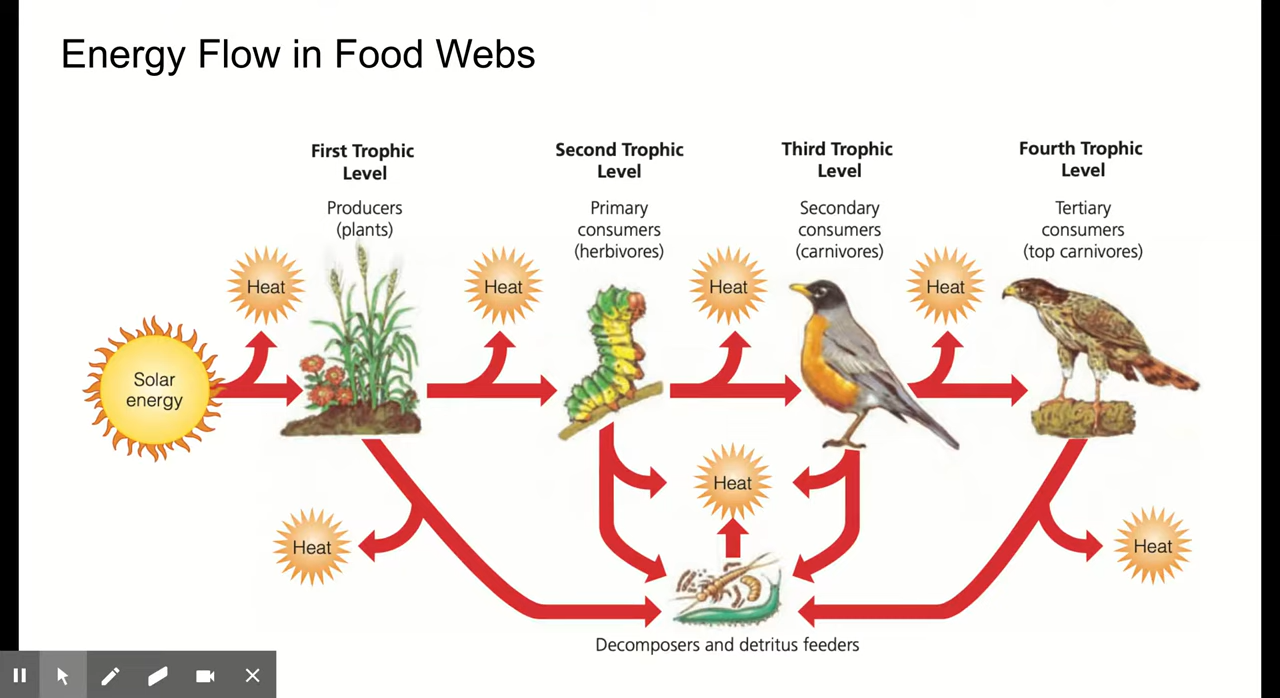 Energy Flow in Food Webs
First Trophic
Level
Producers
(plants)
Second Trophic
Level
Primary
consumers
(herbivores)
Third Trophic
Level
Secondary
consumers
(carnivores)
Fourth Trophic
Level
Tertiary
consumers
(top carnivores)
Heat
Heat
Heat
Heat
Solar
energy
Heat
Heat
Heat
Decomposers and detritus feeders